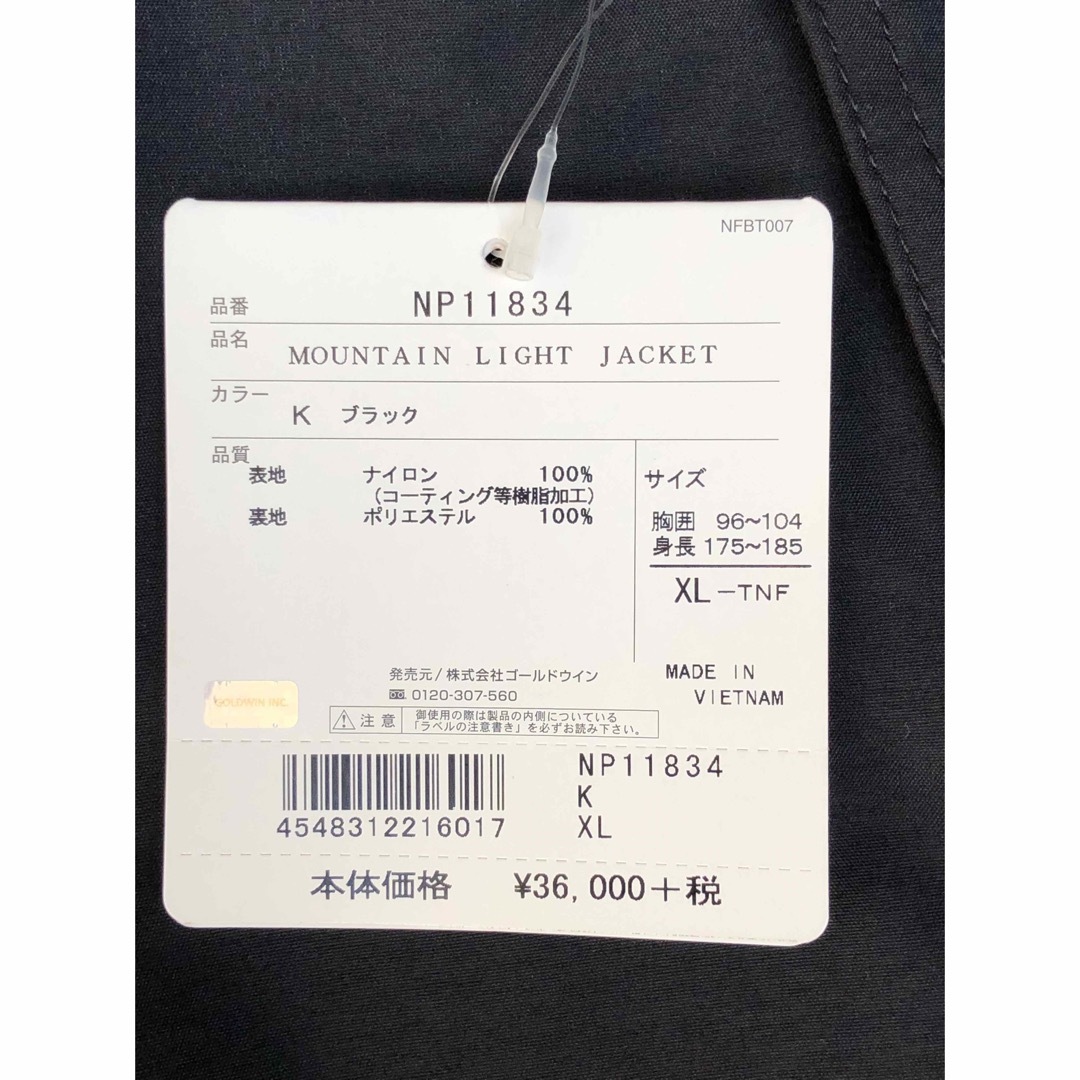 NFBT007
品番 NP11834
品名
MOUNTAIN LIGHT JACKET
カラー
K ブラック
品質
表地 ナイロン 100%
(コーティング等樹脂加工)
裏地 ポリエステル 100%
サイズ
胸囲 96~104
身長 175~185
XL-TNF
発売元/株式会社ゴールドウイン
0120-307-560
MADE IN
VIETNAM
GOLDWIN INC.
注意
御使用の際は製品の内側についている
「ラベルの注意書き」を必ずお読み下さい。
NP11834
K
XL
4548312216017
本体価格 ¥36,000+税